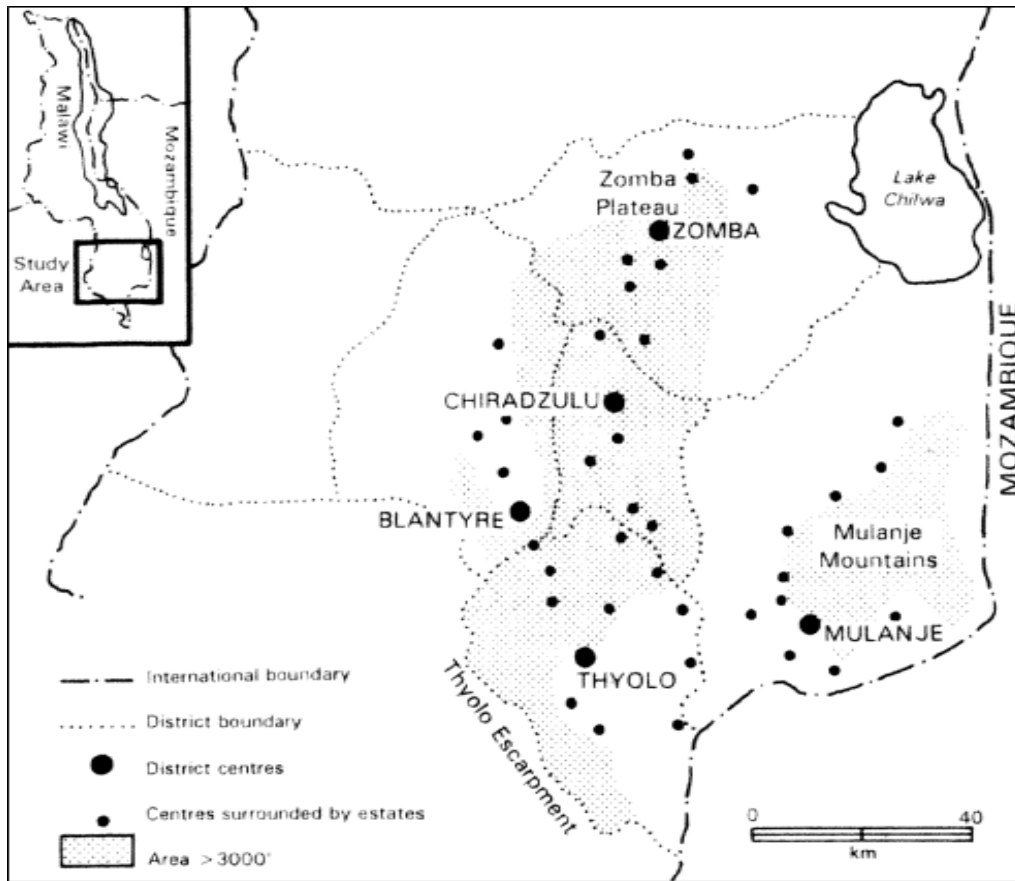 Malawi
Mozambique
Study
Area
Zomba
Plateau
ZOMBA
Lake
Chilwa
CHIRADZULU
MOZAMBIQUE
BLANTYRE
Mulanje
Mountains
MULANJE
THYOLO
Thyolo Escarpment
International boundary
District boundary
District centres
Centres surrounded by estates
Area >3000'
0 40
km